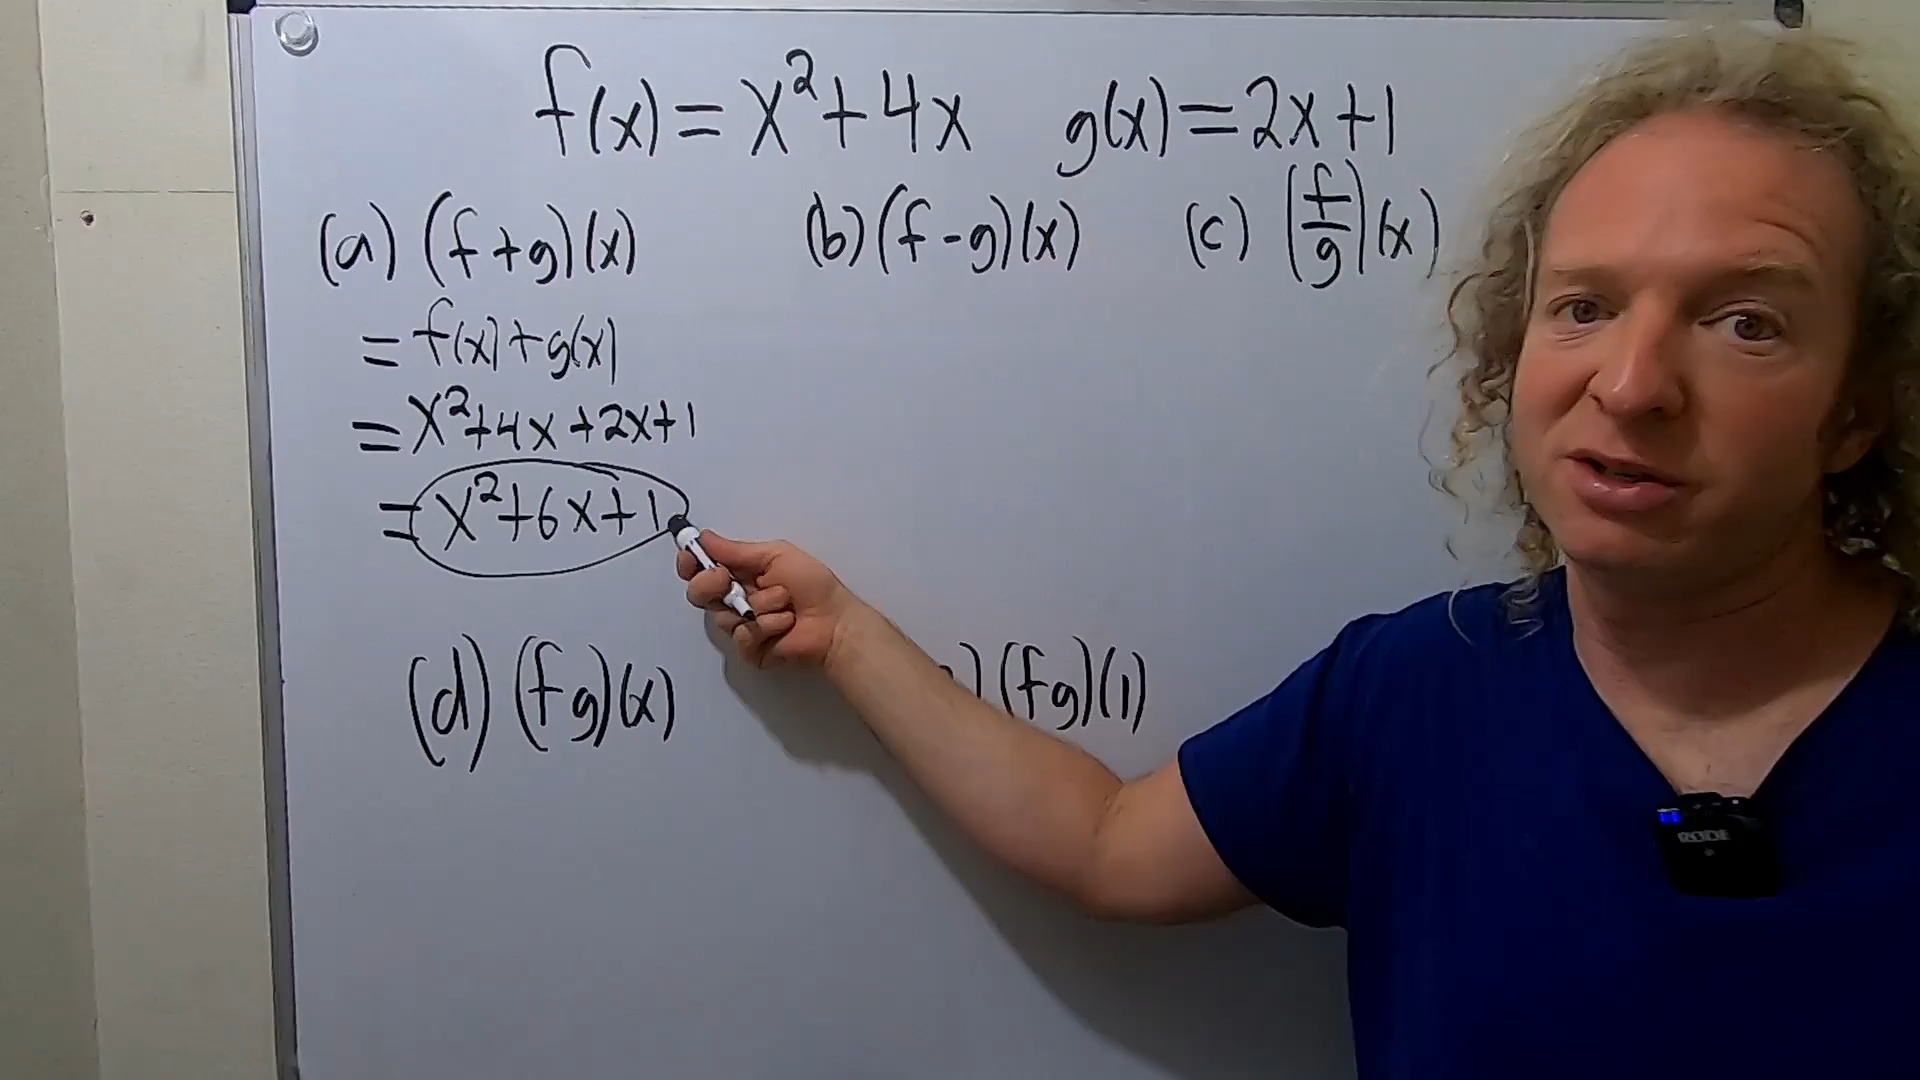 f(x) = x² + 4x g(x) = 2x + 1
(a) (f + g)(x) (b) (f - g)(x) (c) (f/g)(x)
= f(x) + g(x)
= x² + 4x + 2x + 1
= x² + 6x + 1
(d) (fg)(x) ) (fg)(1)
RODE